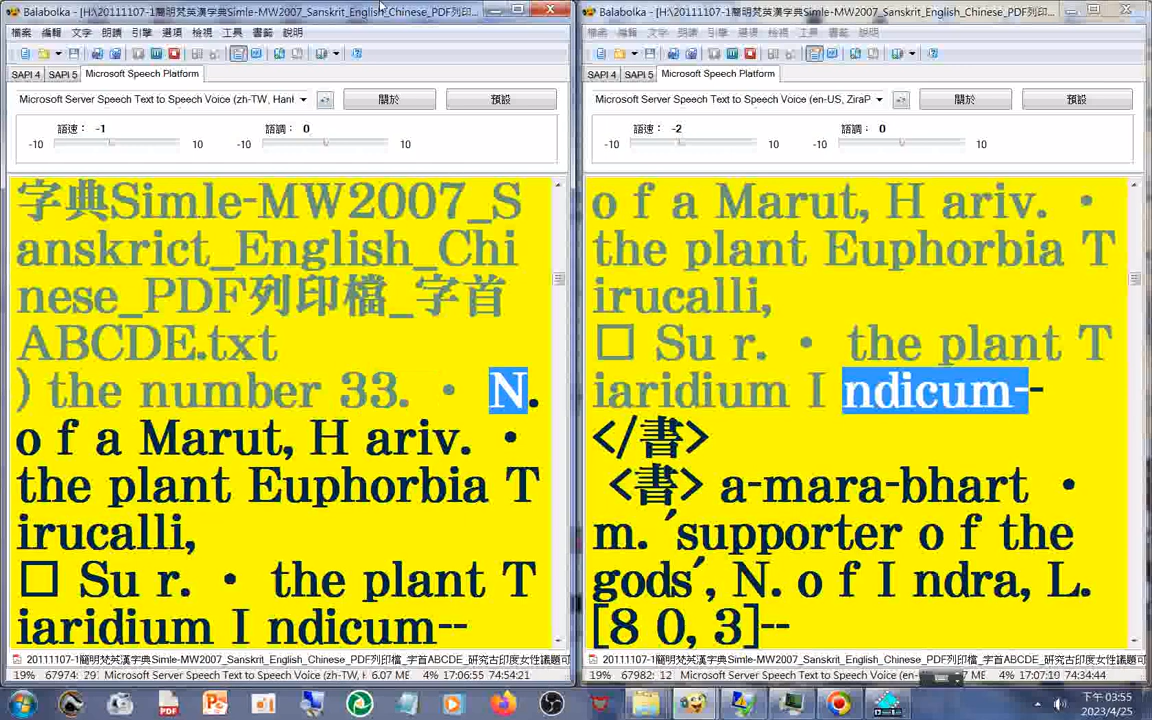 Balabolka - [H:\20111107-1簡明梵英漢字典Simle-MW2007_Sanskrit_English_Chinese_PDF列印...
檔案 編輯 文字 朗讀 引擎 選項 檢視 工具 書籤 說明
SAPI 4 SAPI 5 Microsoft Speech Platform
Microsoft Server Speech Text to Speech Voice (zh-TW, Hanl
關於 預設
語速： -1 語調： 0
-10 10 -10 10
字典Simle-MW2007_S
anskrict_English_Chi
nese_PDF列印檔_字首
ABCDE.txt
) the number 33. • N.
o f a Marut, H ariv. •
the plant Euphorbia T
irucalli,
□ Su r. • the plant T
iaridium I ndicum--
20111107-1簡明梵英漢字典Simle-MW2007_Sanskrit_English_Chinese_PDF列印檔_字首ABCDE_研究古印度女性議題可
19% 67974: 29 Microsoft Server Speech Text to Speech Voice (zh-TW, H 6.07 ME 4% 17:06:55 74:54:21
Balabolka - [H:\20111107-1簡明梵英漢字典Simle-MW2007_Sanskrit_English_Chinese_PDF列印...
檔案 編輯 文字 朗讀 引擎 選項 檢視 工具 書籤 說明
SAPI 4 SAPI 5 Microsoft Speech Platform
Microsoft Server Speech Text to Speech Voice (en-US, ZiraP
關於 預設
語速： -2 語調： 0
-10 10 -10 10
o f a Marut, H ariv. •
the plant Euphorbia T
irucalli,
□ Su r. • the plant T
iaridium I ndicum--
</書>
<書> a-mara-bhart •
m. ´supporter o f the
gods´, N. o f I ndra, L.
[8 0, 3]--
20111107-1簡明梵英漢字典Simle-MW2007_Sanskrit_English_Chinese_PDF列印檔_字首ABCDE_研究古印度女性議題可
19% 67982: 12 Microsoft Server Speech Text to Speech Voice (en-US, 4% 17:07:19 74:34:44
下午 03:55
2023/4/25